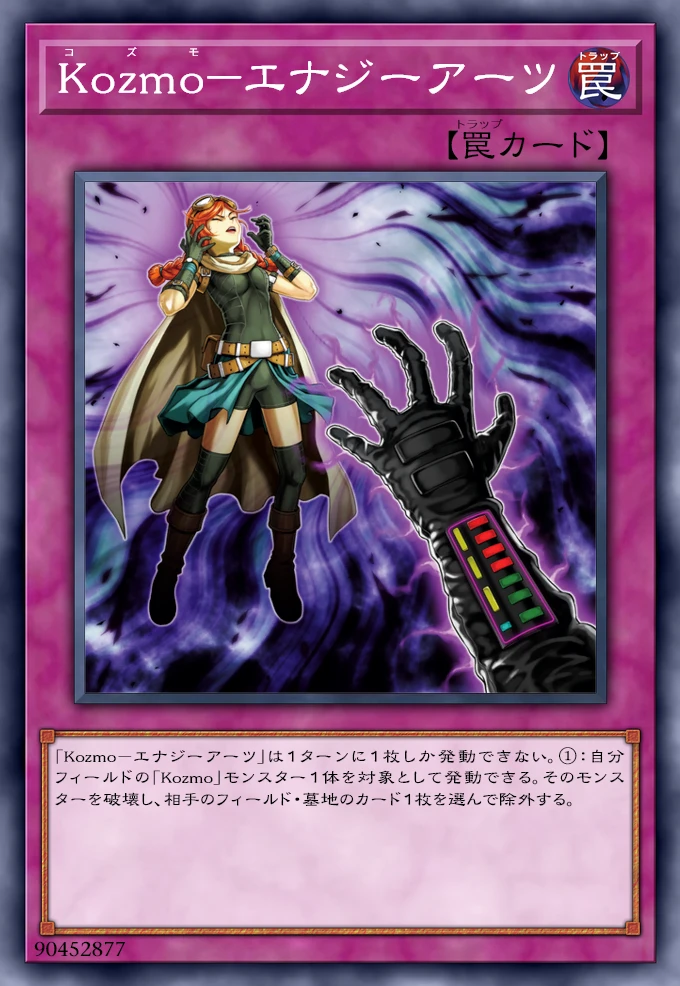 コズモ
Kozmo－エナジーアーツ
トラップ
罠
トラップ
【罠カード】
「Kozmo－エナジーアーツ」は１ターンに１枚しか発動できない。①：自分
フィールドの「Kozmo」モンスター１体を対象として発動できる。そのモンス
ターを破壊し、相手のフィールド・墓地のカード１枚を選んで除外する。
90452877